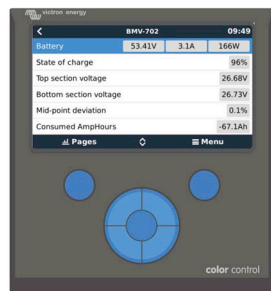 victron energy
BMV-702 09:49
Battery 53.41V 3.1A 166W
State of charge 96%
Top section voltage 26.68V
Bottom section voltage 26.73V
Mid-point deviation 0.1%
Consumed AmpHours -67.1Ah
Pages Menu
color control